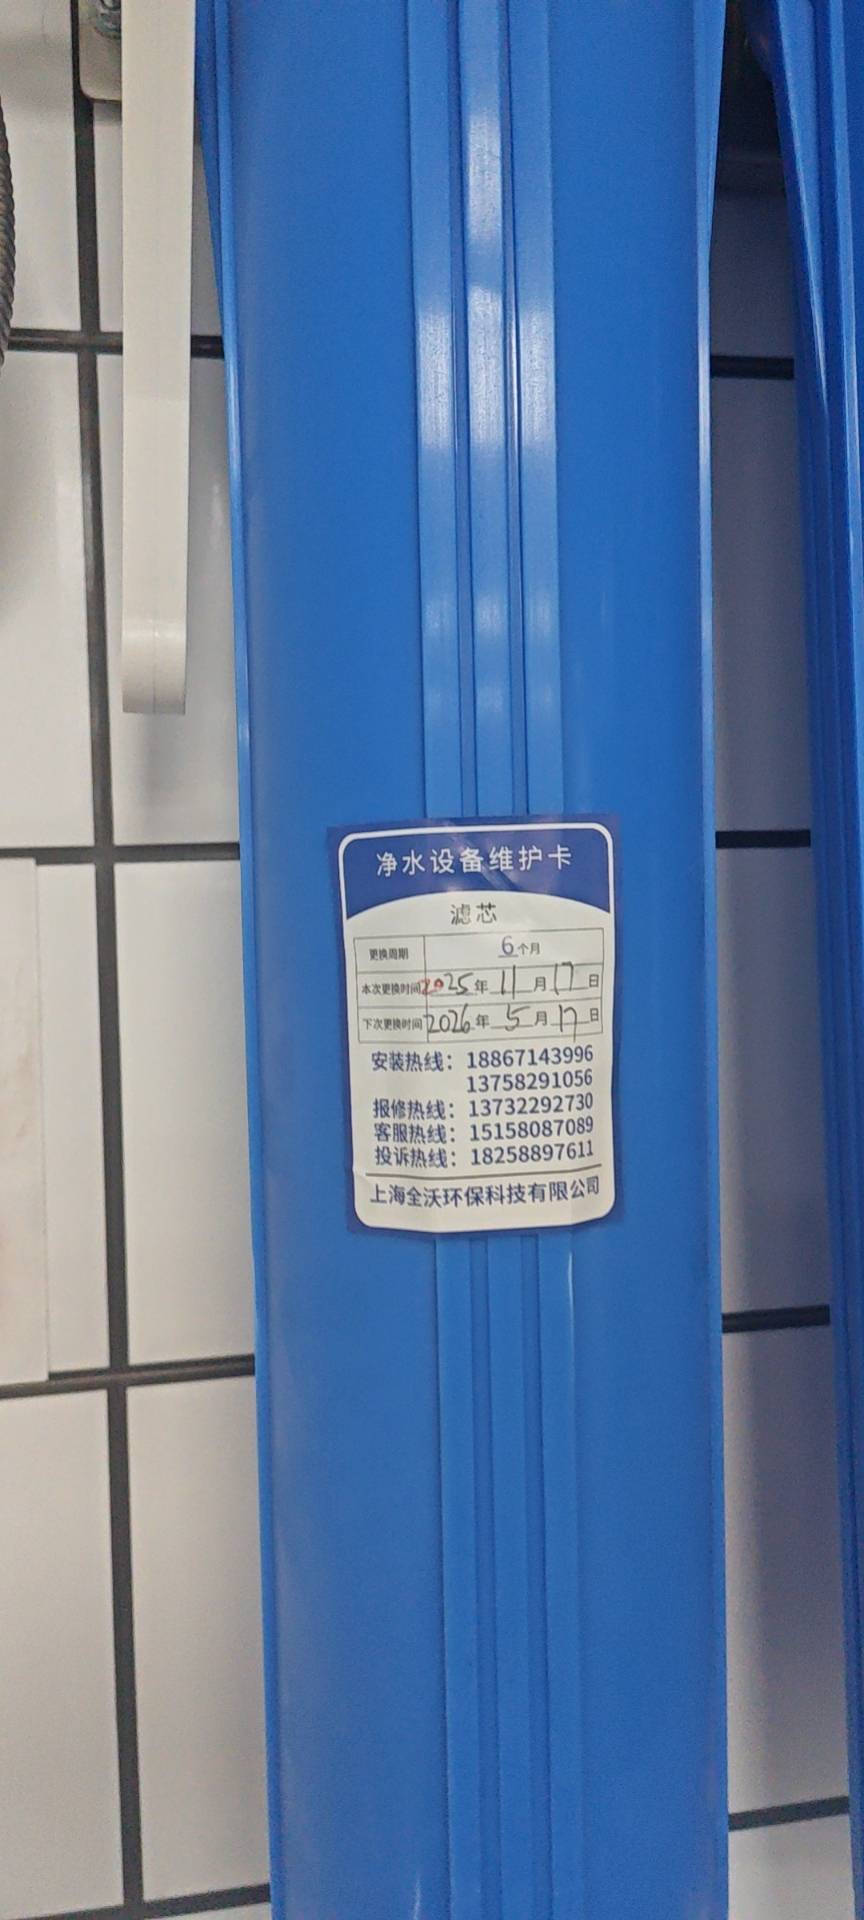 净水设备维护卡
滤芯
更换周期 6个月
本次更换时间 2025年11月17日
下次更换时间 2026年5月17日
安装热线：18867143996
13758291056
报修热线：13732292730
客服热线：15158087089
投诉热线：18258897611
上海全沃环保科技有限公司